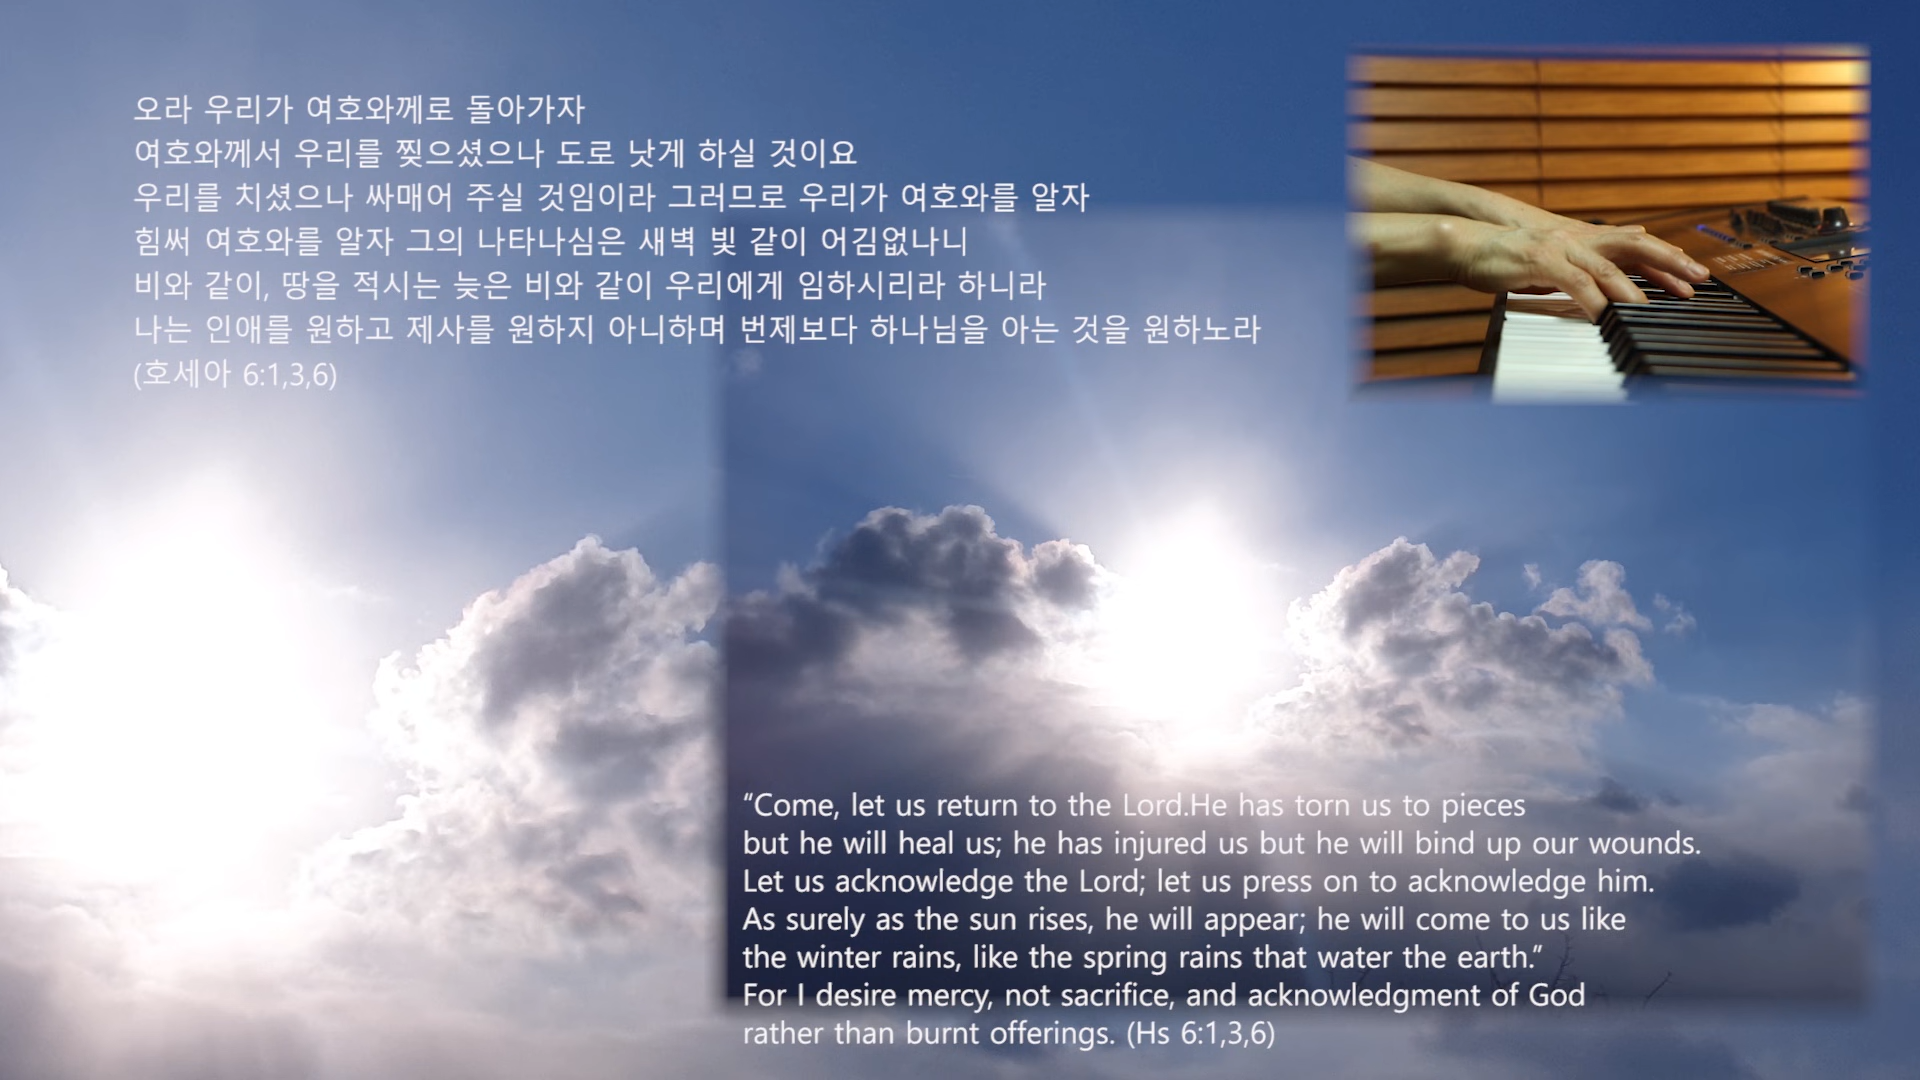 오라 우리가 여호와께로 돌아가자
여호와께서 우리를 찢으셨으나 도로 낫게 하실 것이요
우리를 치셨으나 싸매어 주실 것임이라 그러므로 우리가 여호와를 알자
힘써 여호와를 알자 그의 나타나심은 새벽 빛 같이 어김없나니
비와 같이, 땅을 적시는 늦은 비와 같이 우리에게 임하시리라 하니라
나는 인애를 원하고 제사를 원하지 아니하며 번제보다 하나님을 아는 것을 원하노라
(호세아 6:1,3,6)
“Come, let us return to the Lord.He has torn us to pieces
but he will heal us; he has injured us but he will bind up our wounds.
Let us acknowledge the Lord; let us press on to acknowledge him.
As surely as the sun rises, he will appear; he will come to us like
the winter rains, like the spring rains that water the earth.”
For I desire mercy, not sacrifice, and acknowledgment of God
rather than burnt offerings. (Hs 6:1,3,6)